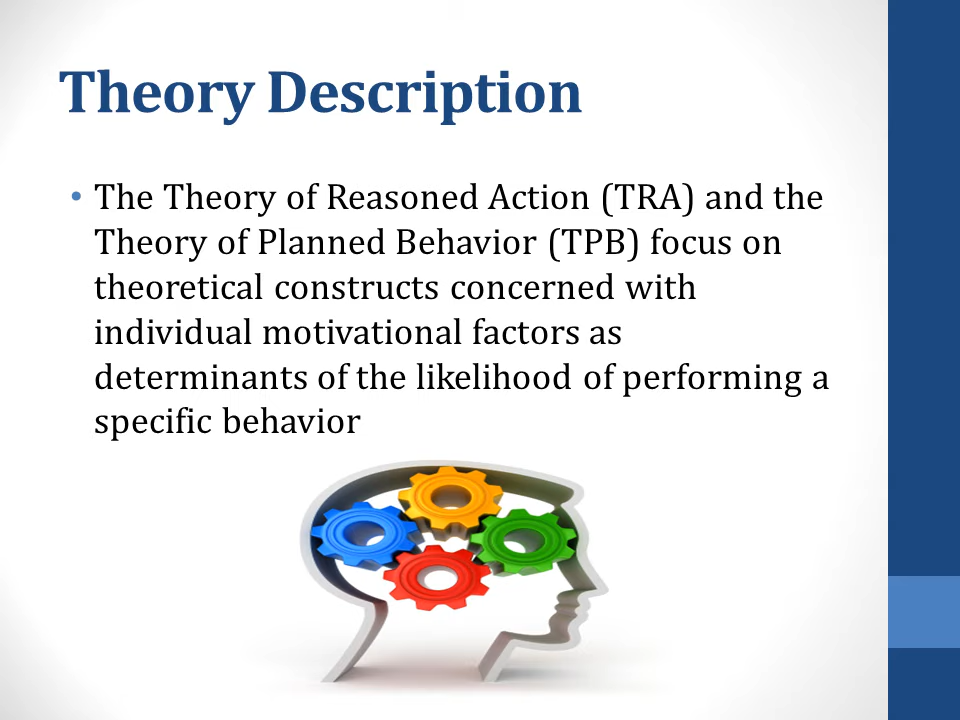 Theory Description
• The Theory of Reasoned Action (TRA) and the
Theory of Planned Behavior (TPB) focus on
theoretical constructs concerned with
individual motivational factors as
determinants of the likelihood of performing a
specific behavior